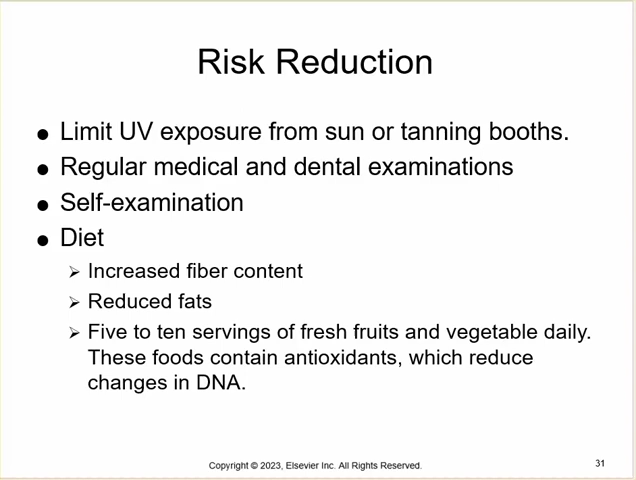 Risk Reduction
● Limit UV exposure from sun or tanning booths.
● Regular medical and dental examinations
● Self-examination
● Diet
➢ Increased fiber content
➢ Reduced fats
➢ Five to ten servings of fresh fruits and vegetable daily.
These foods contain antioxidants, which reduce
changes in DNA.
Copyright © 2023, Elsevier Inc. All Rights Reserved.
31